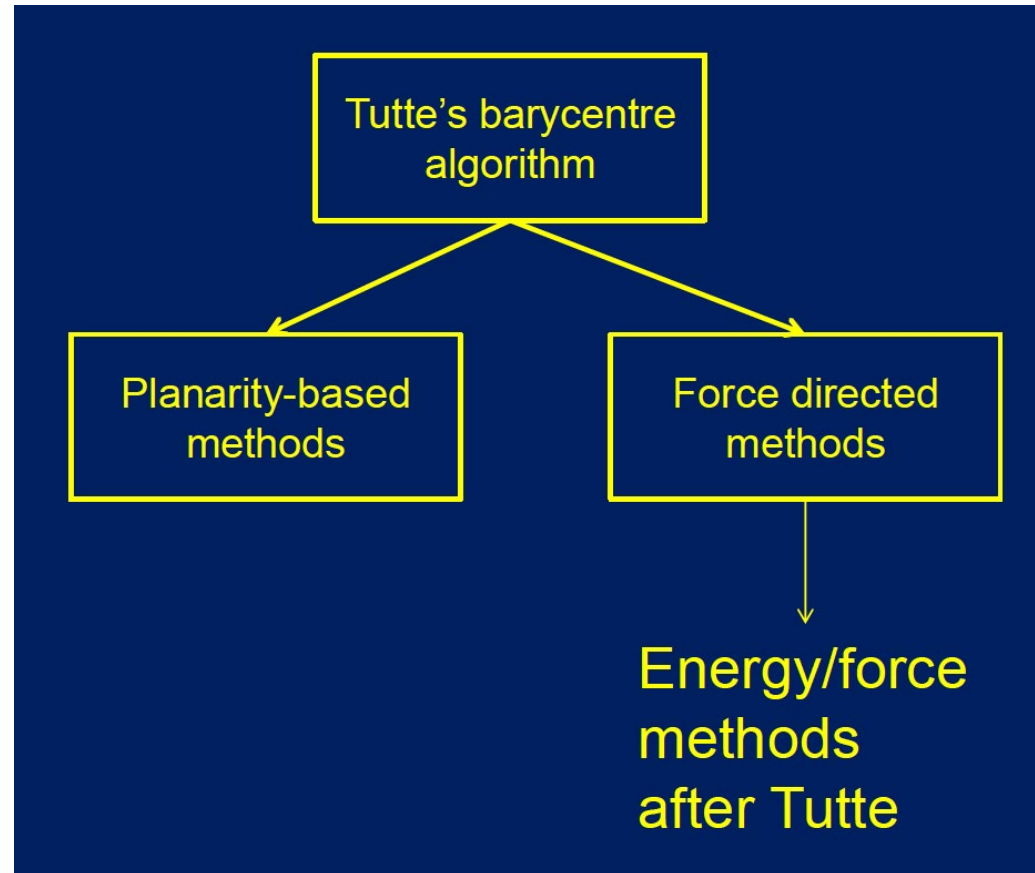 Tutte’s barycentre
algorithm
Planarity-based
methods
Force directed
methods
Energy/force
methods
after Tutte